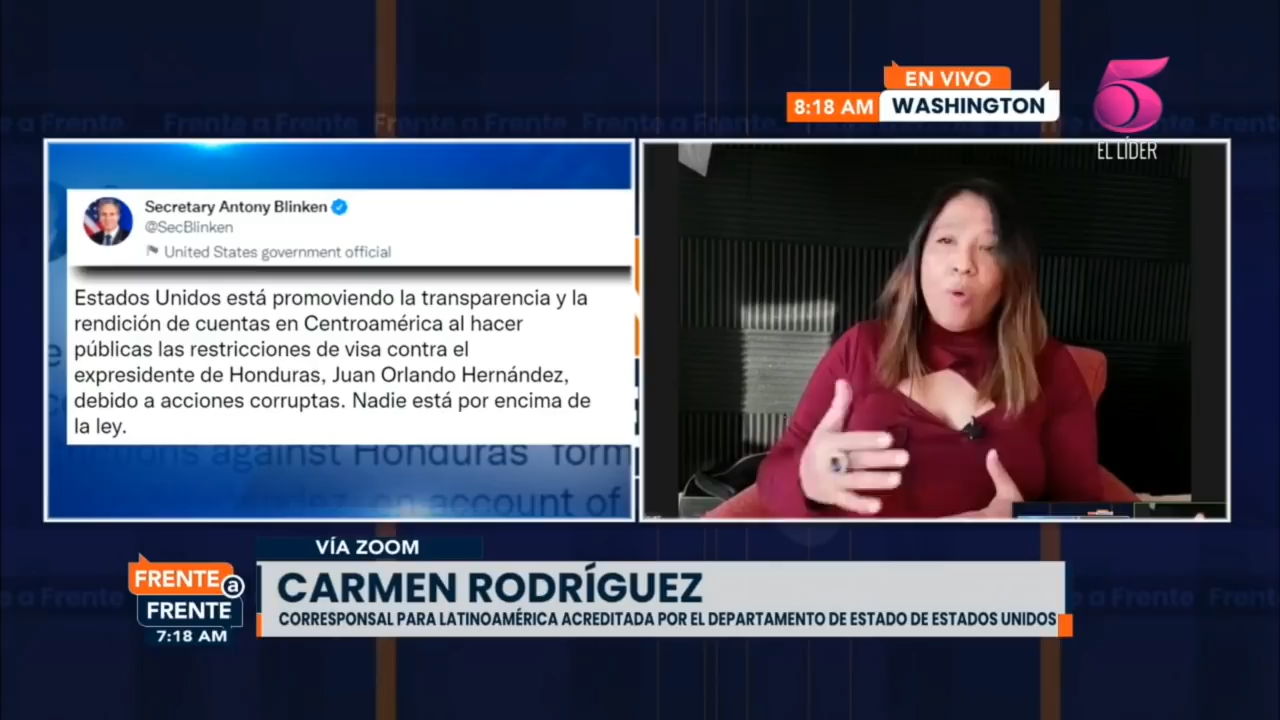 EN VIVO
8:18 AM WASHINGTON
5
EL LÍDER
Frente a Frente
Secretary Antony Blinken
@SecBlinken
United States government official
Estados Unidos está promoviendo la transparencia y la
rendición de cuentas en Centroamérica al hacer
públicas las restricciones de visa contra el
expresidente de Honduras, Juan Orlando Hernández,
debido a acciones corruptas. Nadie está por encima de
la ley.
against Honduras' form
on account of
VÍA ZOOM
FRENTE a
FRENTE
7:18 AM
CARMEN RODRÍGUEZ
CORRESPONSAL PARA LATINOAMÉRICA ACREDITADA POR EL DEPARTAMENTO DE ESTADO DE ESTADOS UNIDOS